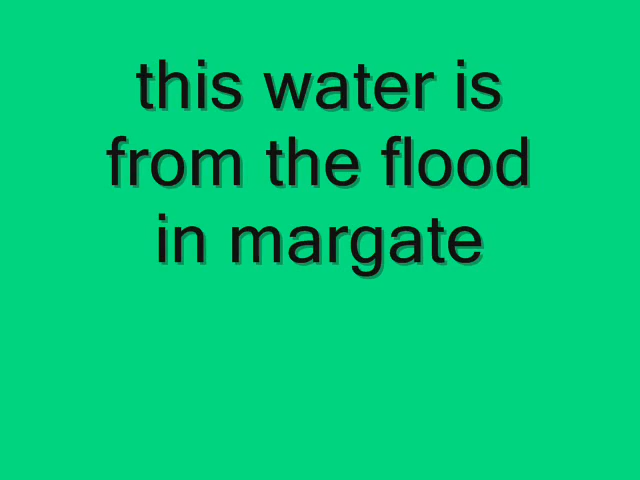 this water is
from the flood
in margate